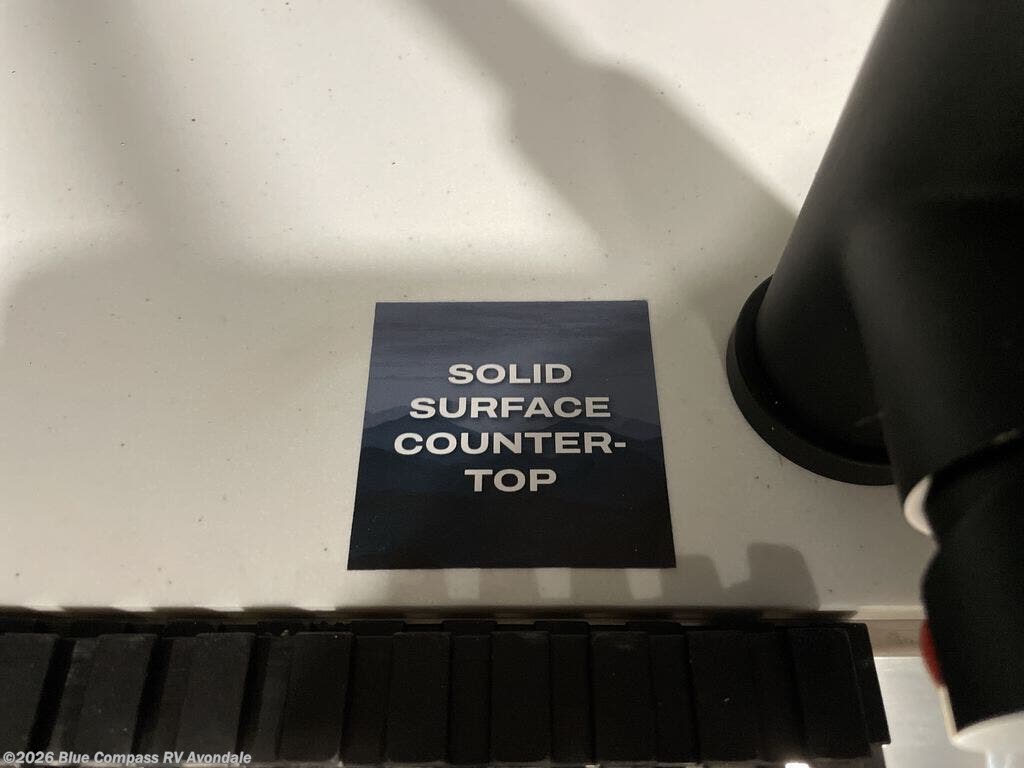 SOLID
SURFACE
COUNTER-
TOP
©2026 Blue Compass RV Avondale